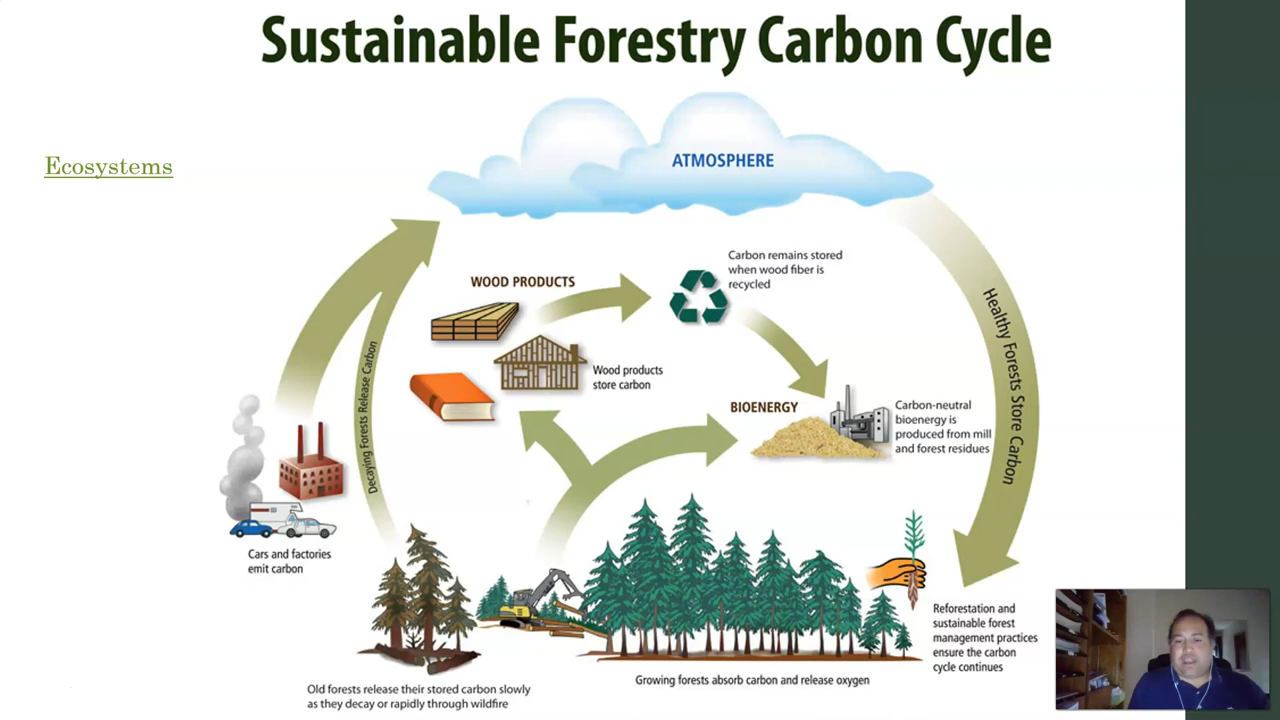 Sustainable Forestry Carbon Cycle
Ecosystems
ATMOSPHERE
Carbon remains stored
when wood fiber is
recycled
WOOD PRODUCTS
Wood products
store carbon
BIOENERGY
Carbon-neutral
bioenergy is
produced from mill
and forest residues
Healthy Forests Store Carbon
Decaying Forests Release Carbon
Cars and factories
emit carbon
Reforestation and
sustainable forest
management practices
ensure the carbon
cycle continues
Growing forests absorb carbon and release oxygen
Old forests release their stored carbon slowly
as they decay or rapidly through wildfire